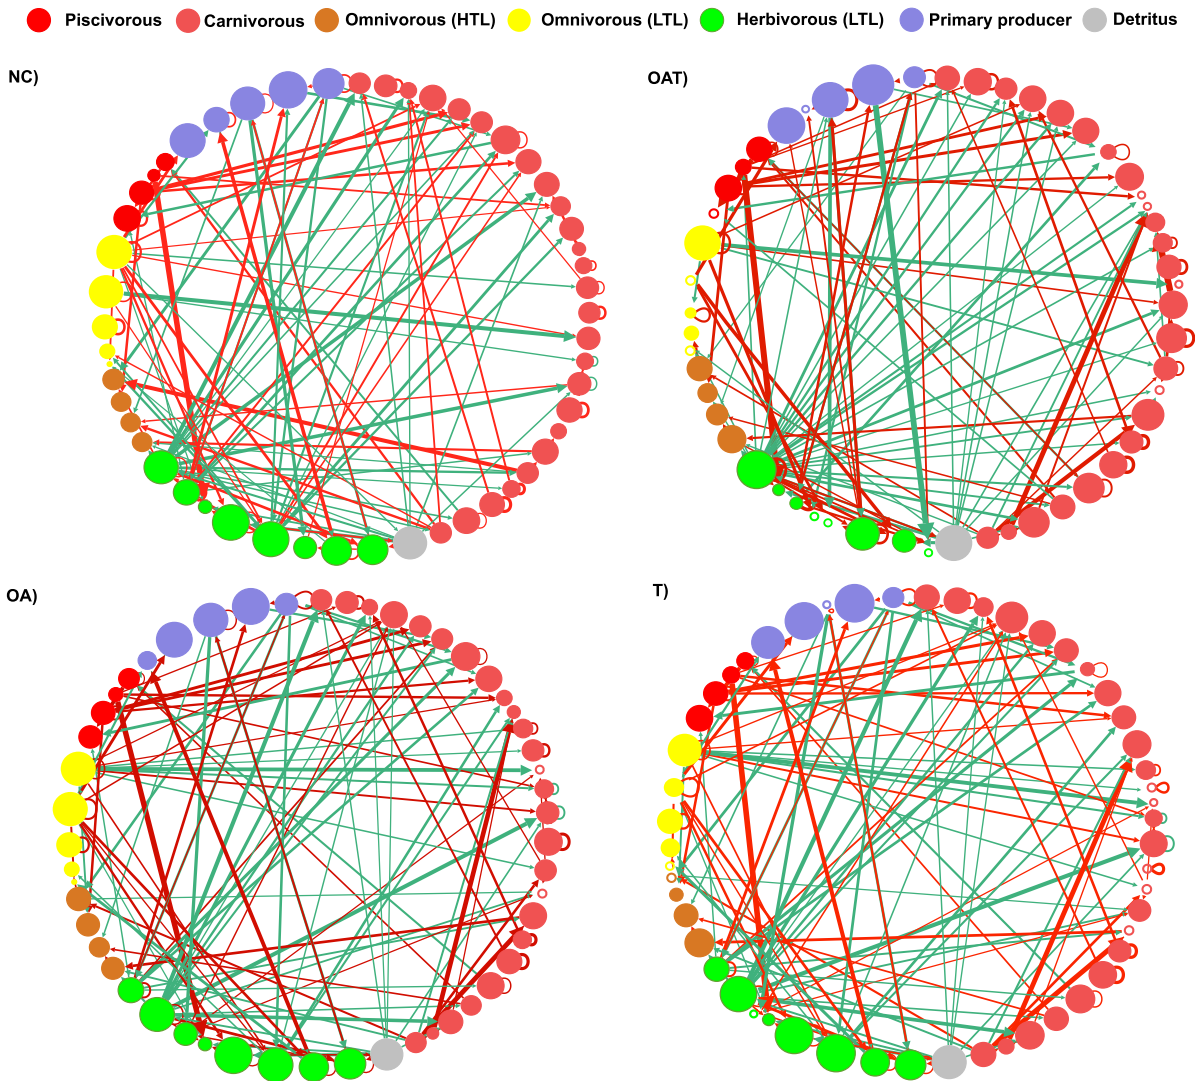 Piscivorous Carnivorous Omnivorous (HTL) Omnivorous (LTL) Herbivorous (LTL) Primary producer Detritus
NC) OAT)
OA) T)